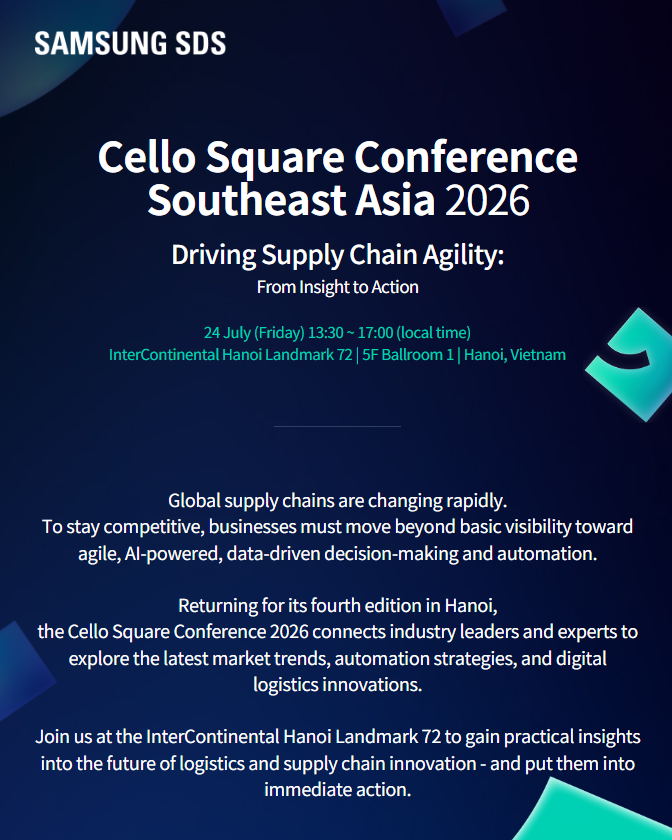 SAMSUNG SDS
Cello Square Conference
Southeast Asia 2026
Driving Supply Chain Agility:
From Insight to Action
24 July (Friday) 13:30 ~ 17:00 (local time)
InterContinental Hanoi Landmark 72 | 5F Ballroom 1 | Hanoi, Vietnam
Global supply chains are changing rapidly.
To stay competitive, businesses must move beyond basic visibility toward
agile, AI-powered, data-driven decision-making and automation.
Returning for its fourth edition in Hanoi,
the Cello Square Conference 2026 connects industry leaders and experts to
explore the latest market trends, automation strategies, and digital
logistics innovations.
Join us at the InterContinental Hanoi Landmark 72 to gain practical insights
into the future of logistics and supply chain innovation - and put them into
immediate action.